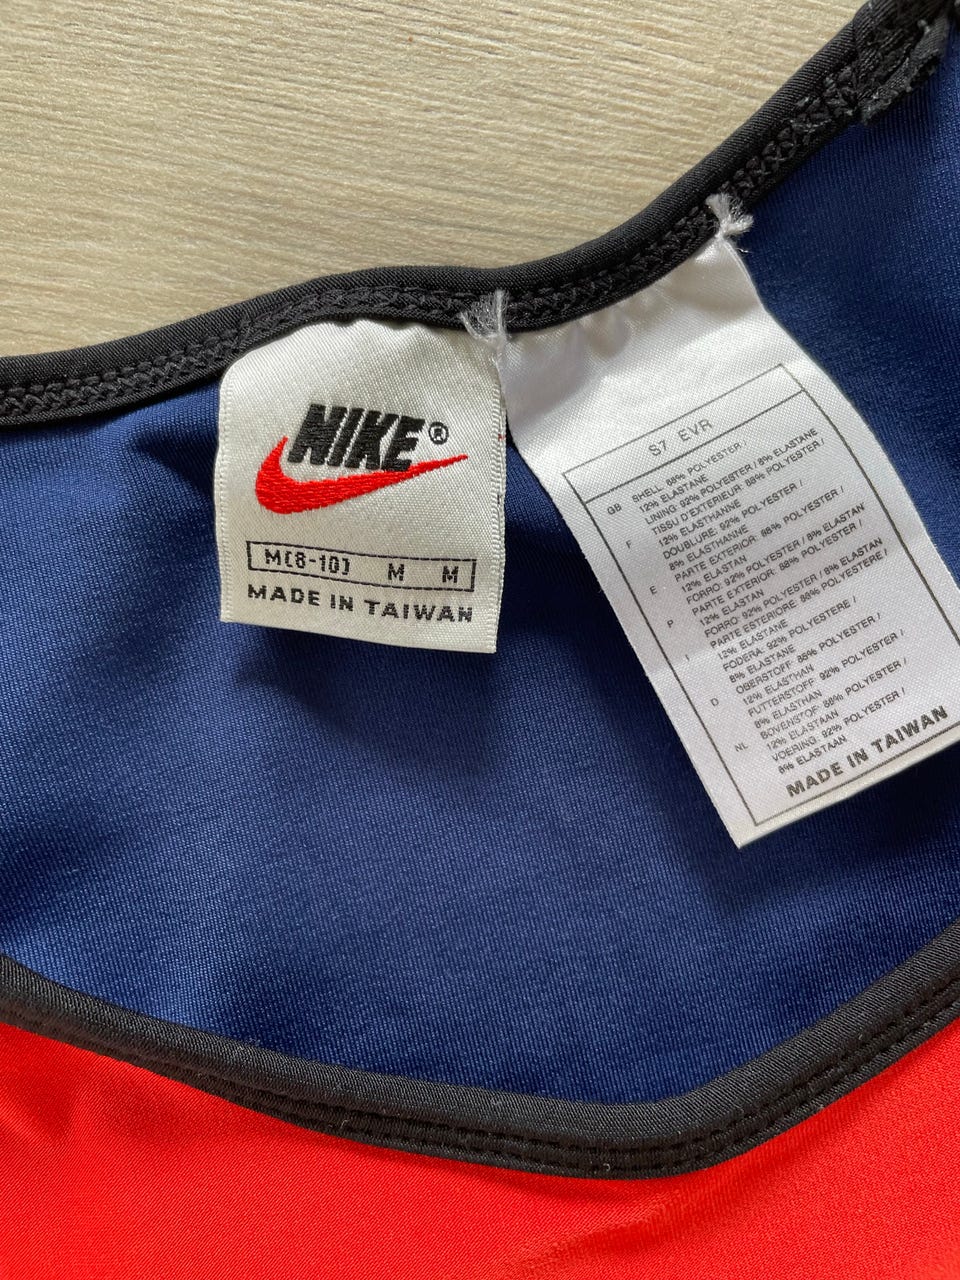 NIKE®
M(8-10) M M
MADE IN TAIWAN
S7 EVR
GB SHELL: 88% POLYESTER /
12% ELASTANE
LINING: 92% POLYESTER / 8% ELASTANE
F TISSU D'EXTERIEUR: 88% POLYESTER /
12% ELASTHANNE
DOUBLURE: 92% POLYESTER /
8% ELASTHANNE
E PARTE EXTERIOR: 88% POLYESTER /
12% ELASTAN
FORRO: 92% POLYESTER / 8% ELASTAN
P PARTE EXTERIOR: 88% POLYESTER /
12% ELASTAN
FORRO: 92% POLYESTER / 8% ELASTAN
I PARTE ESTERIORE: 88% POLYESTERE /
12% ELASTANE
FODERA: 92% POLYESTERE /
8% ELASTANE
D OBERSTOFF: 88% POLYESTER /
12% ELASTHAN
FUTTERSTOFF: 92% POLYESTER /
8% ELASTHAN
NL BOVENSTOF: 88% POLYESTER /
12% ELASTAAN
VOERING: 92% POLYESTER /
8% ELASTAAN
MADE IN TAIWAN